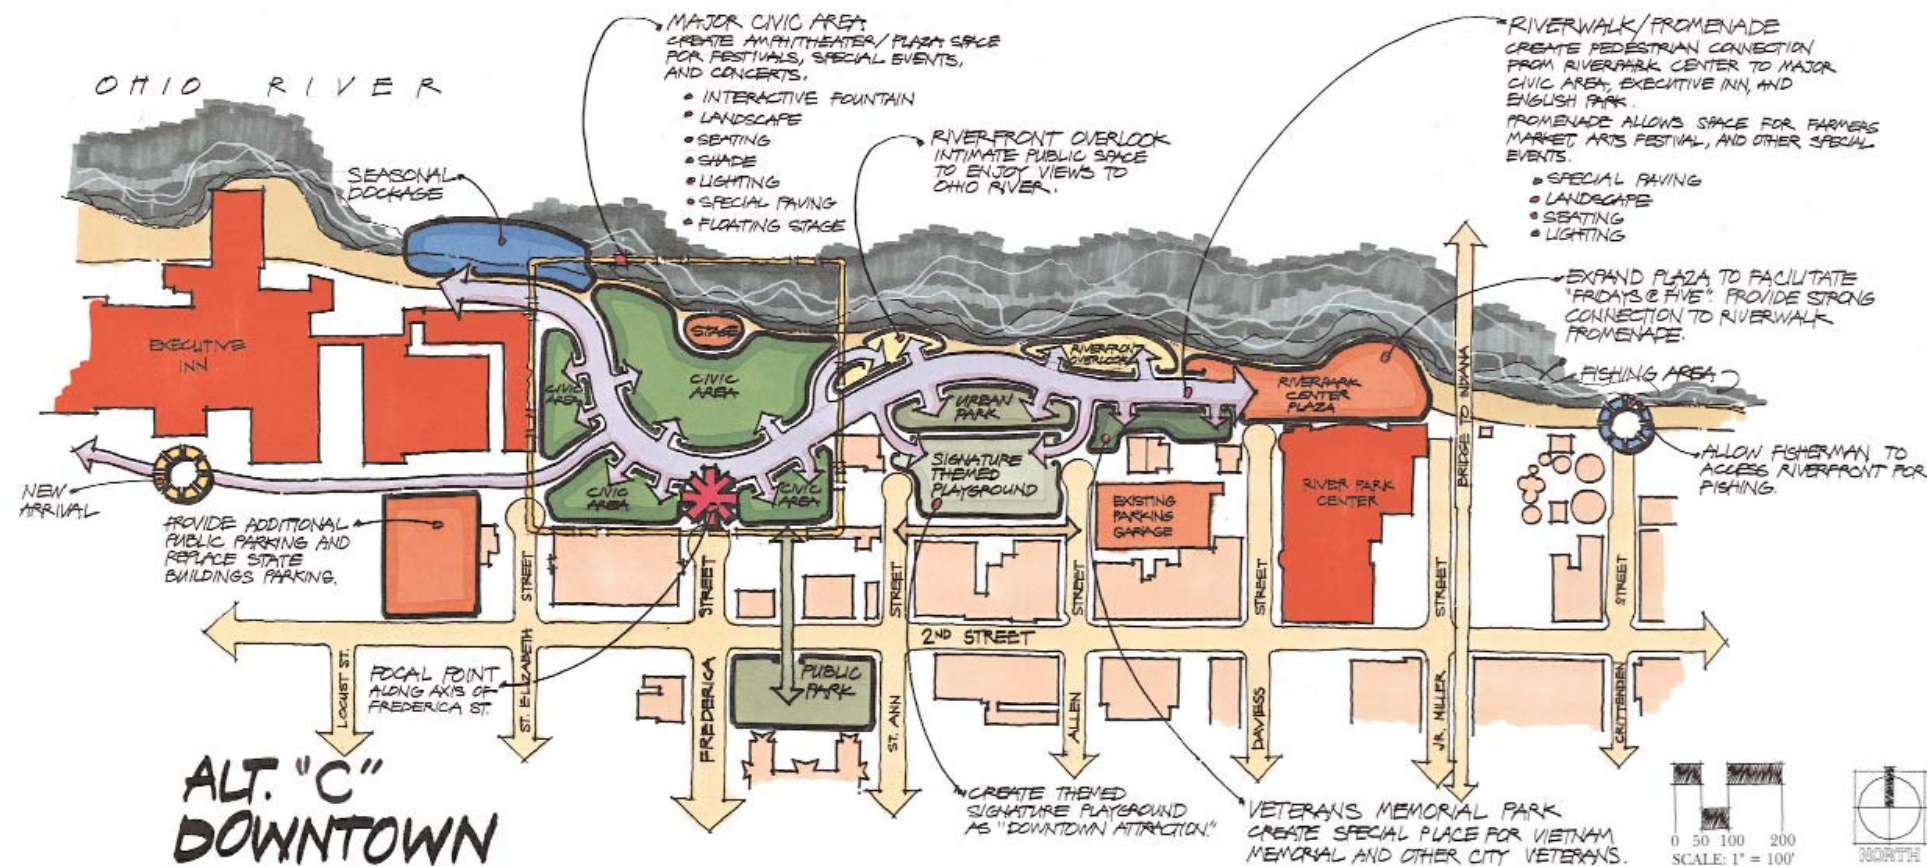 OHIO RIVER
MAJOR CIVIC AREA
CREATE AMPHITHEATER/PLAZA SPACE
FOR FESTIVALS, SPECIAL EVENTS,
AND CONCERTS.
• INTERACTIVE FOUNTAIN
• LANDSCAPE
• SEATING
• SHADE
• LIGHTING
• SPECIAL PAVING
• FLOATING STAGE
RIVERFRONT OVERLOOK
INTIMATE PUBLIC SPACE
TO ENJOY VIEWS TO
OHIO RIVER.
RIVERWALK/PROMENADE
CREATE PEDESTRIAN CONNECTION
FROM RIVERPARK CENTER TO MAJOR
CIVIC AREA, EXECUTIVE INN, AND
ENGLISH PARK.
PROMENADE ALLOWS SPACE FOR FARMERS
MARKET ARTS FESTIVAL, AND OTHER SPECIAL
EVENTS.
• SPECIAL PAVING
• LANDSCAPE
• SEATING
• LIGHTING
SEASONAL
DOCKAGE
EXPAND PLAZA TO FACILITATE
"FRIDAYS @ FIVE". PROVIDE STRONG
CONNECTION TO RIVERWALK
PROMENADE.
FISHING AREA
ALLOW FISHERMAN TO
ACCESS RIVERFRONT FOR
FISHING.
EXECUTIVE
INN
STAGE
CIVIC
AREA
CIVIC
AREA
RIVERFRONT
OVERLOOK
URBAN
PARK
RIVERPARK
CENTER
PLAZA
BRIDGE TO INDIANA
SIGNATURE
THEMED
PLAYGROUND
CIVIC
AREA
CIVIC
AREA
EXISTING
PARKING
GARAGE
RIVER PARK
CENTER
NEW
ARRIVAL
PROVIDE ADDITIONAL
PUBLIC PARKING AND
REPLACE STATE
BUILDINGS PARKING.
STREET
STREET
STREET
STREET
STREET
STREET
STREET
2ND STREET
FOCAL POINT
ALONG AXIS OF
FREDERICA ST.
PUBLIC
PARK
LOCUST ST.
ST. ELIZABETH
FREDERICA
ST. ANN
ALLEN
DAVIESS
JR. MILLER
CRITTENDEN
ALT. "C"
DOWNTOWN
CREATE THEMED
SIGNATURE PLAYGROUND
AS "DOWNTOWN ATTRACTION."
VETERANS MEMORIAL PARK
CREATE SPECIAL PLACE FOR VIETNAM
MEMORIAL AND OTHER CITY VETERANS.
0 50 100 200
SCALE: 1" = 100'
NORTH